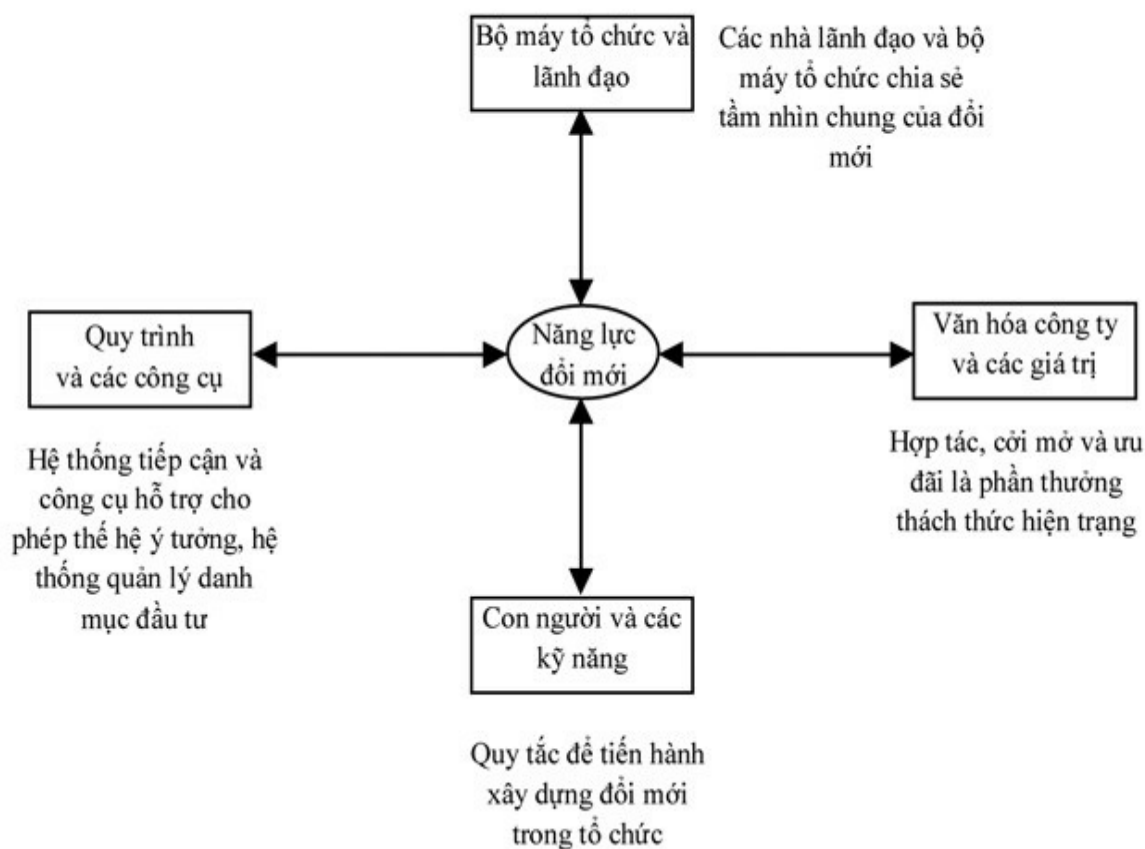 Bộ máy tổ chức và
lãnh đạo
Các nhà lãnh đạo và bộ
máy tổ chức chia sẻ
tầm nhìn chung của đổi
mới
Quy trình
và các công cụ
Năng lực
đổi mới
Văn hóa công ty
và các giá trị
Hệ thống tiếp cận và
công cụ hỗ trợ cho
phép thế hệ ý tưởng, hệ
thống quản lý danh
mục đầu tư
Hợp tác, cởi mở và ưu
đãi là phần thưởng
thách thức hiện trạng
Con người và các
kỹ năng
Quy tắc để tiến hành
xây dựng đổi mới
trong tổ chức